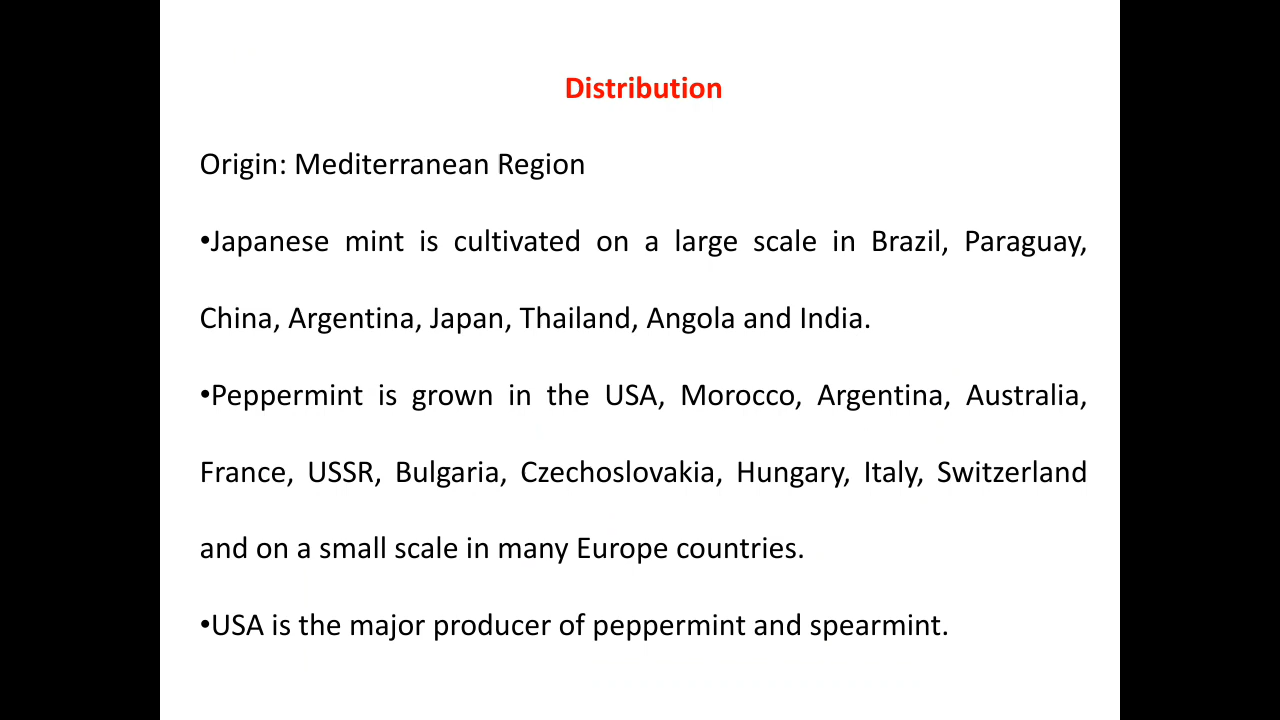 Distribution
Origin: Mediterranean Region
•Japanese mint is cultivated on a large scale in Brazil, Paraguay,
China, Argentina, Japan, Thailand, Angola and India.
•Peppermint is grown in the USA, Morocco, Argentina, Australia,
France, USSR, Bulgaria, Czechoslovakia, Hungary, Italy, Switzerland
and on a small scale in many Europe countries.
•USA is the major producer of peppermint and spearmint.